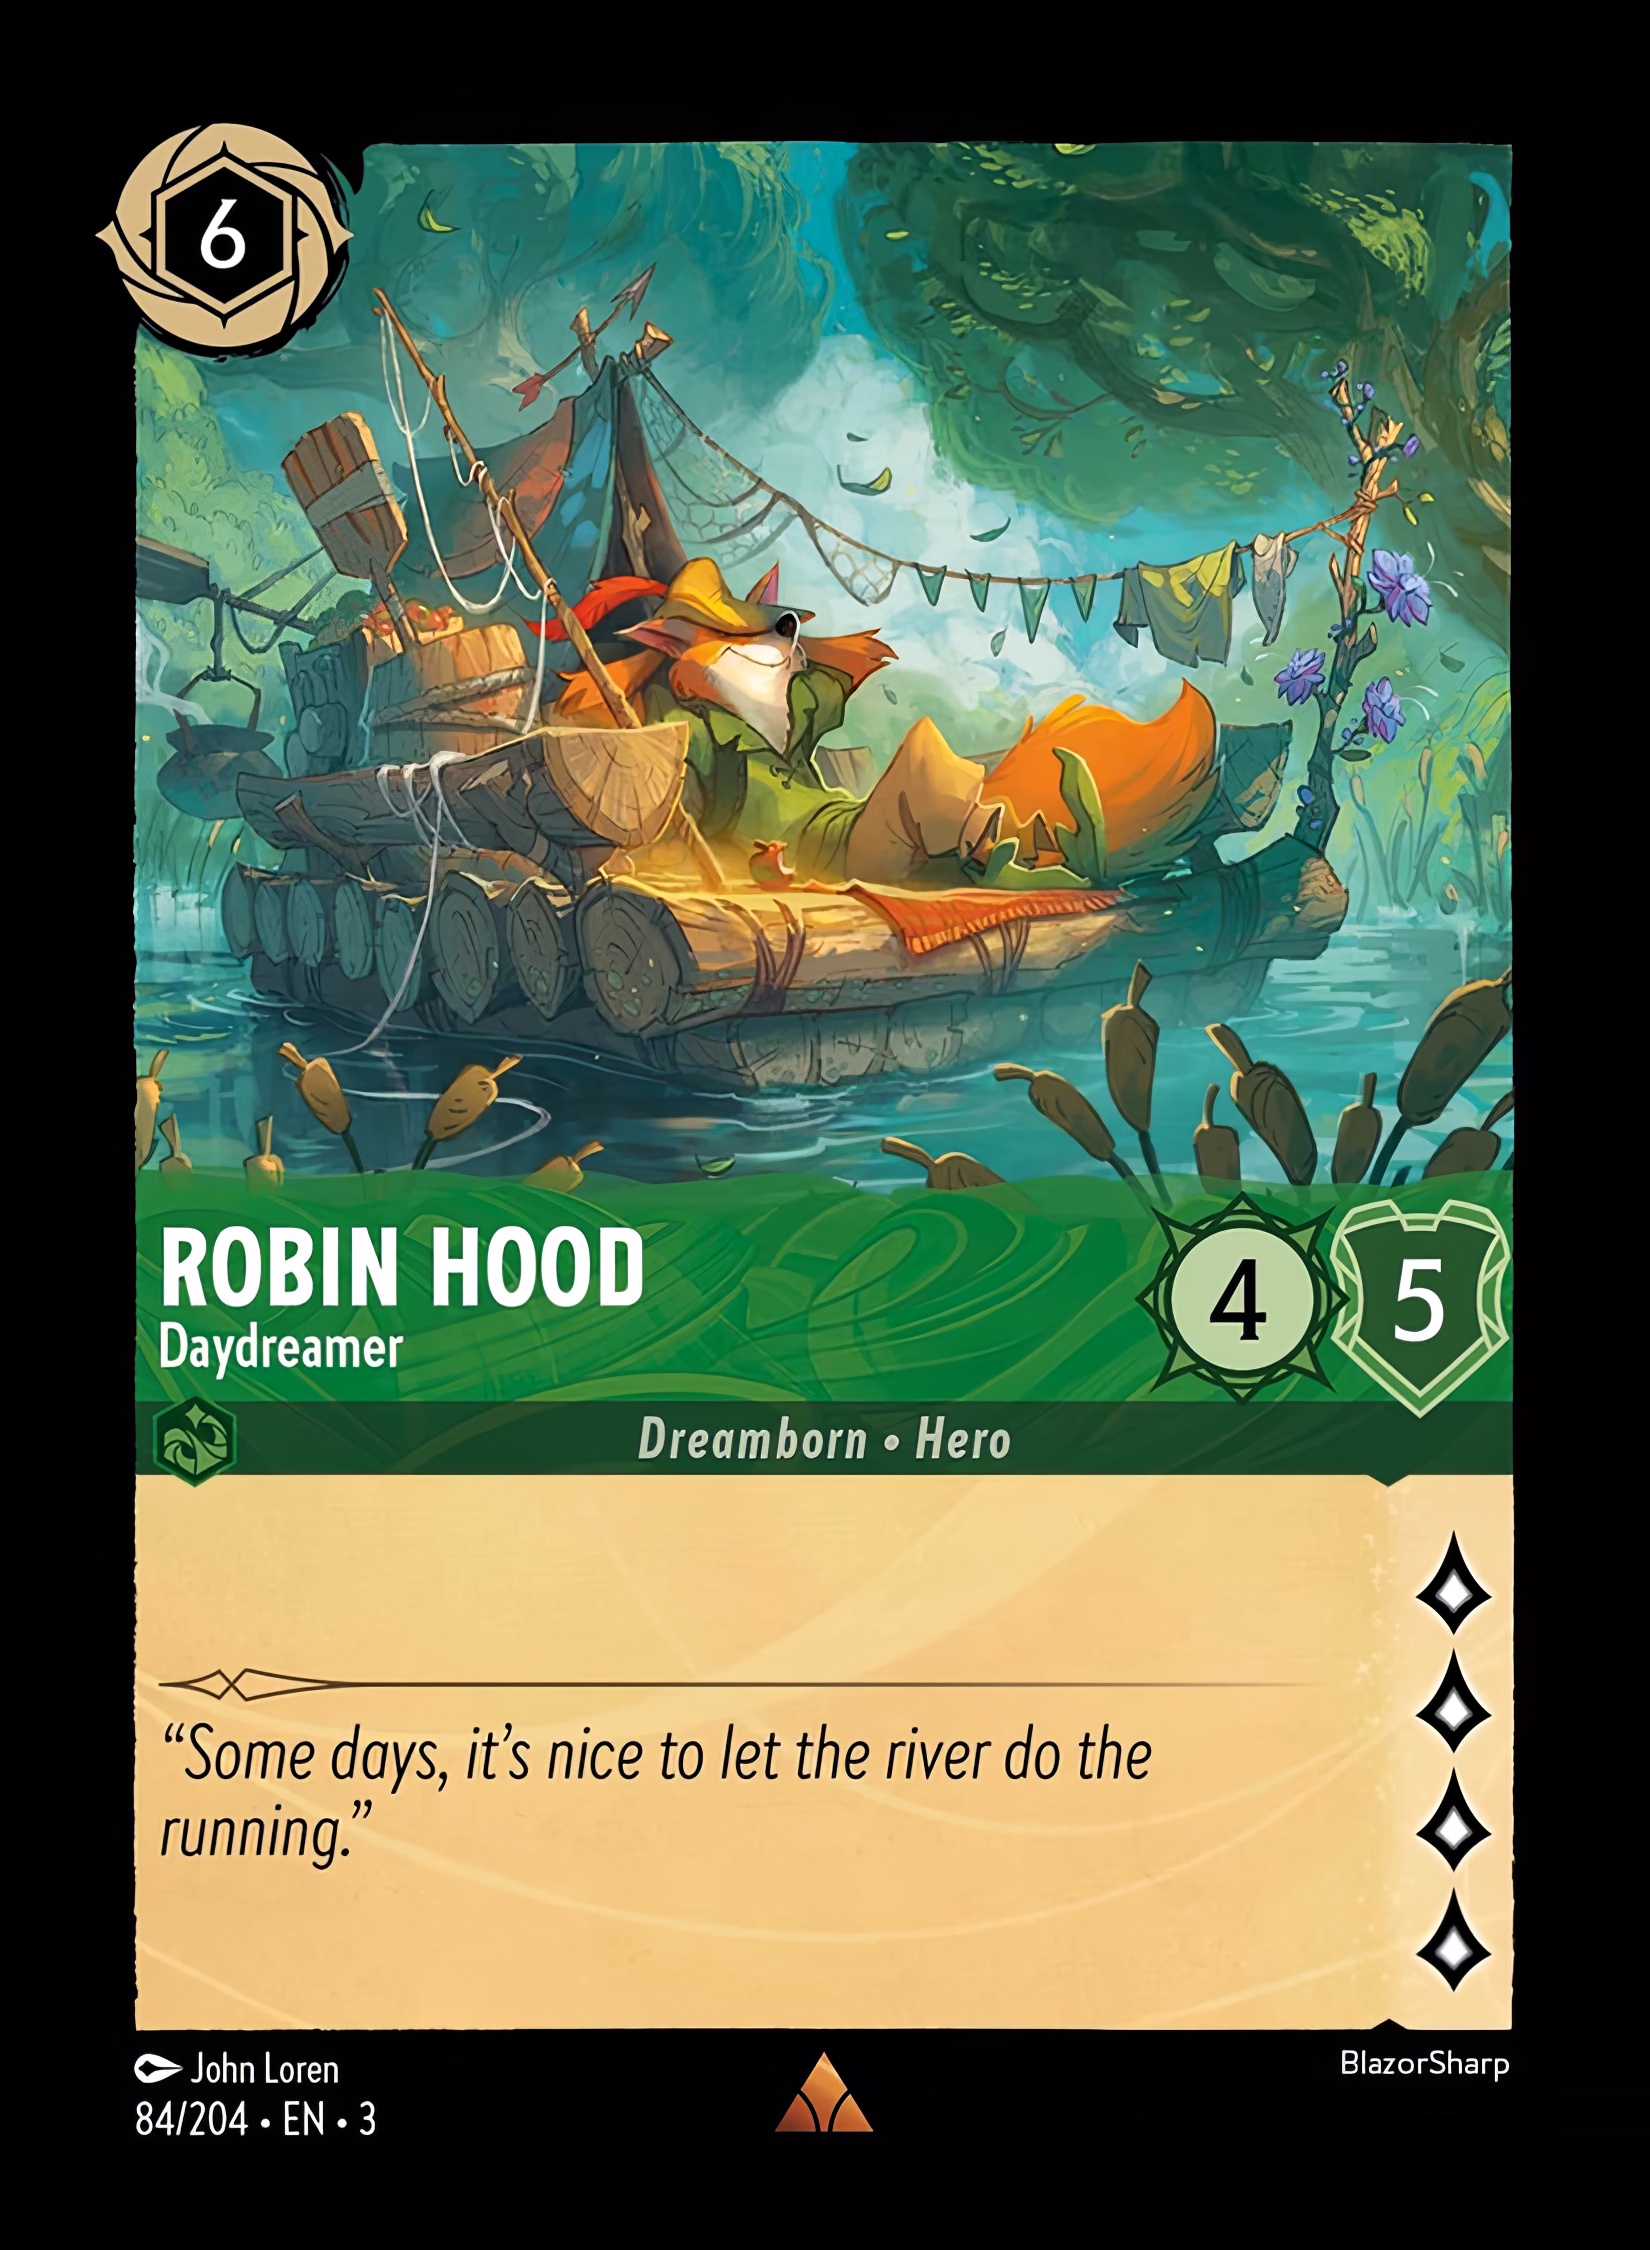 6
ROBIN HOOD
Daydreamer
4
5
Dreamborn • Hero
“Some days, it’s nice to let the river do the
running.”
John Loren
BlazorSharp
84/204 • EN • 3